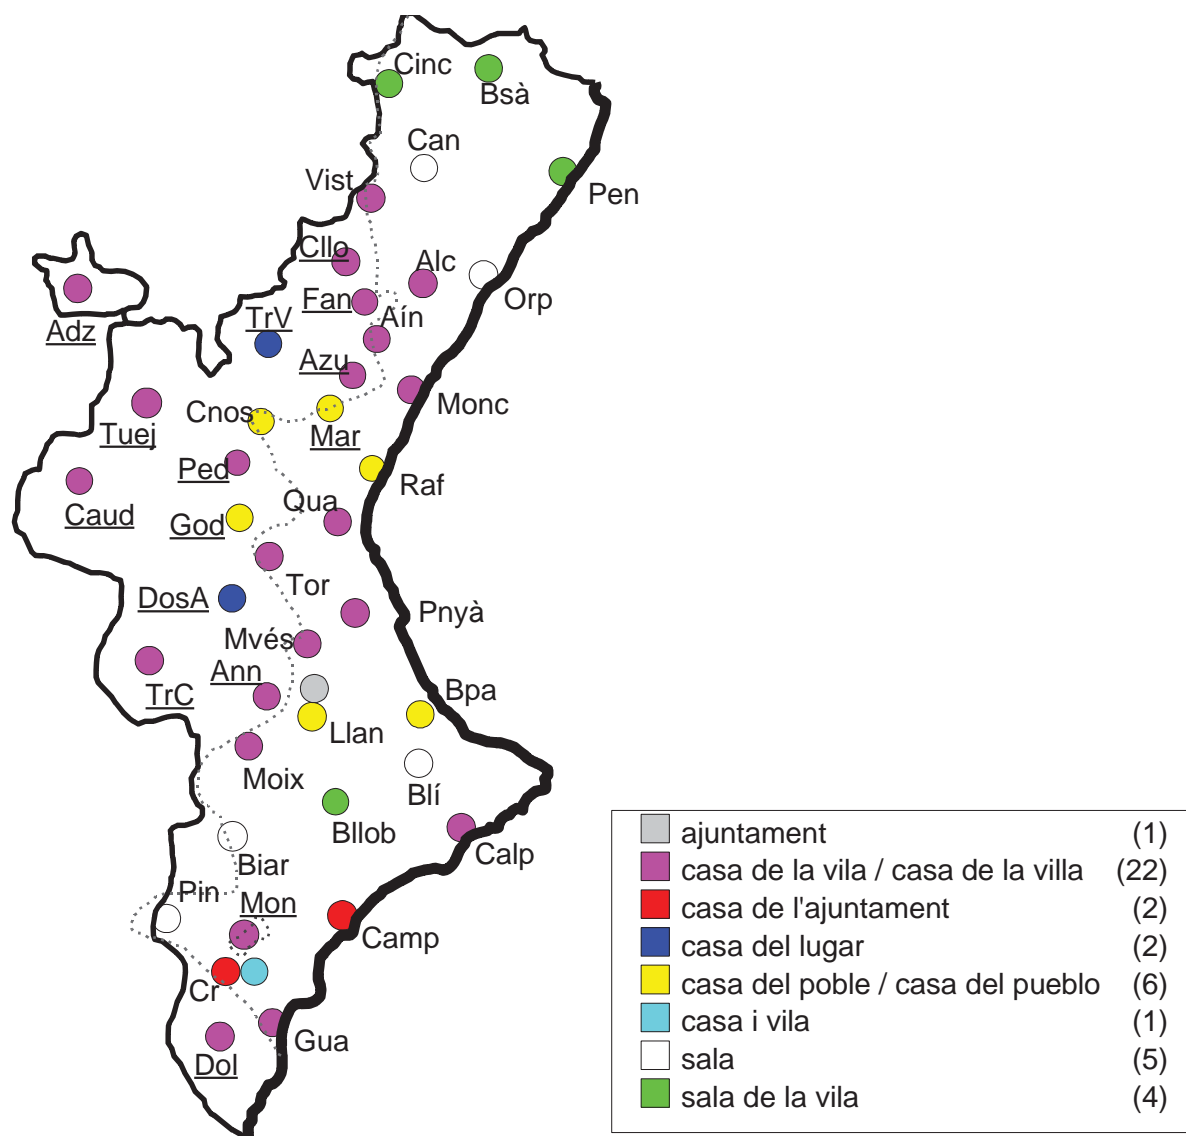 Cinc
Bsà
Can
Vist
Pen
Cllo
Alc
Fan
Orp
TrV
Aín
Adz
Azu
Monc
Cnos
Tuej
Mar
Ped
Raf
Qua
Caud
God
Tor
DosA
Pnyà
Mvés
Ann
TrC
Bpa
Llan
Moix
Blí
Bllob
Calp
Biar
Pin
Mon
Camp
Cr
Gua
Dol
ajuntament (1)
casa de la vila / casa de la villa (22)
casa de l'ajuntament (2)
casa del lugar (2)
casa del poble / casa del pueblo (6)
casa i vila (1)
sala (5)
sala de la vila (4)